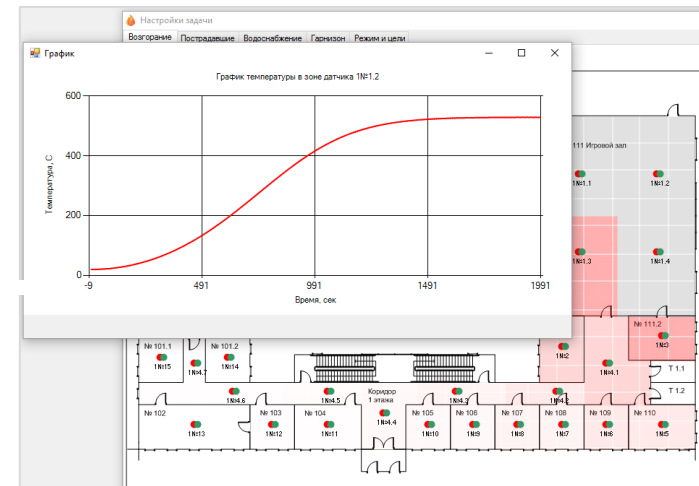 Настройки задачи
Возгорание Пострадавшие Водоснабжение Гарнизон Режим и цели
График
График температуры в зоне датчика 1№1.2
600
400
200
0
Температура, С
-9 491 991 1491 1991
Время, сек
111 Игровой зал
1№1.1 1№1.2
1№1.3 1№1.4
№ 101.1 № 101.2 № 111.2
1№15 1№4.7 1№14 1№2 1№4.1 1№3
Т 1.1
Т 1.2
1№4.6 1№4.5 Коридор 1№4.3 1№4.2
1 этажа
№ 102 № 103 № 104 № 105 № 106 № 107 № 108 № 109 № 110
1№13 1№12 1№11 1№4.4 1№10 1№9 1№8 1№7 1№6 1№5